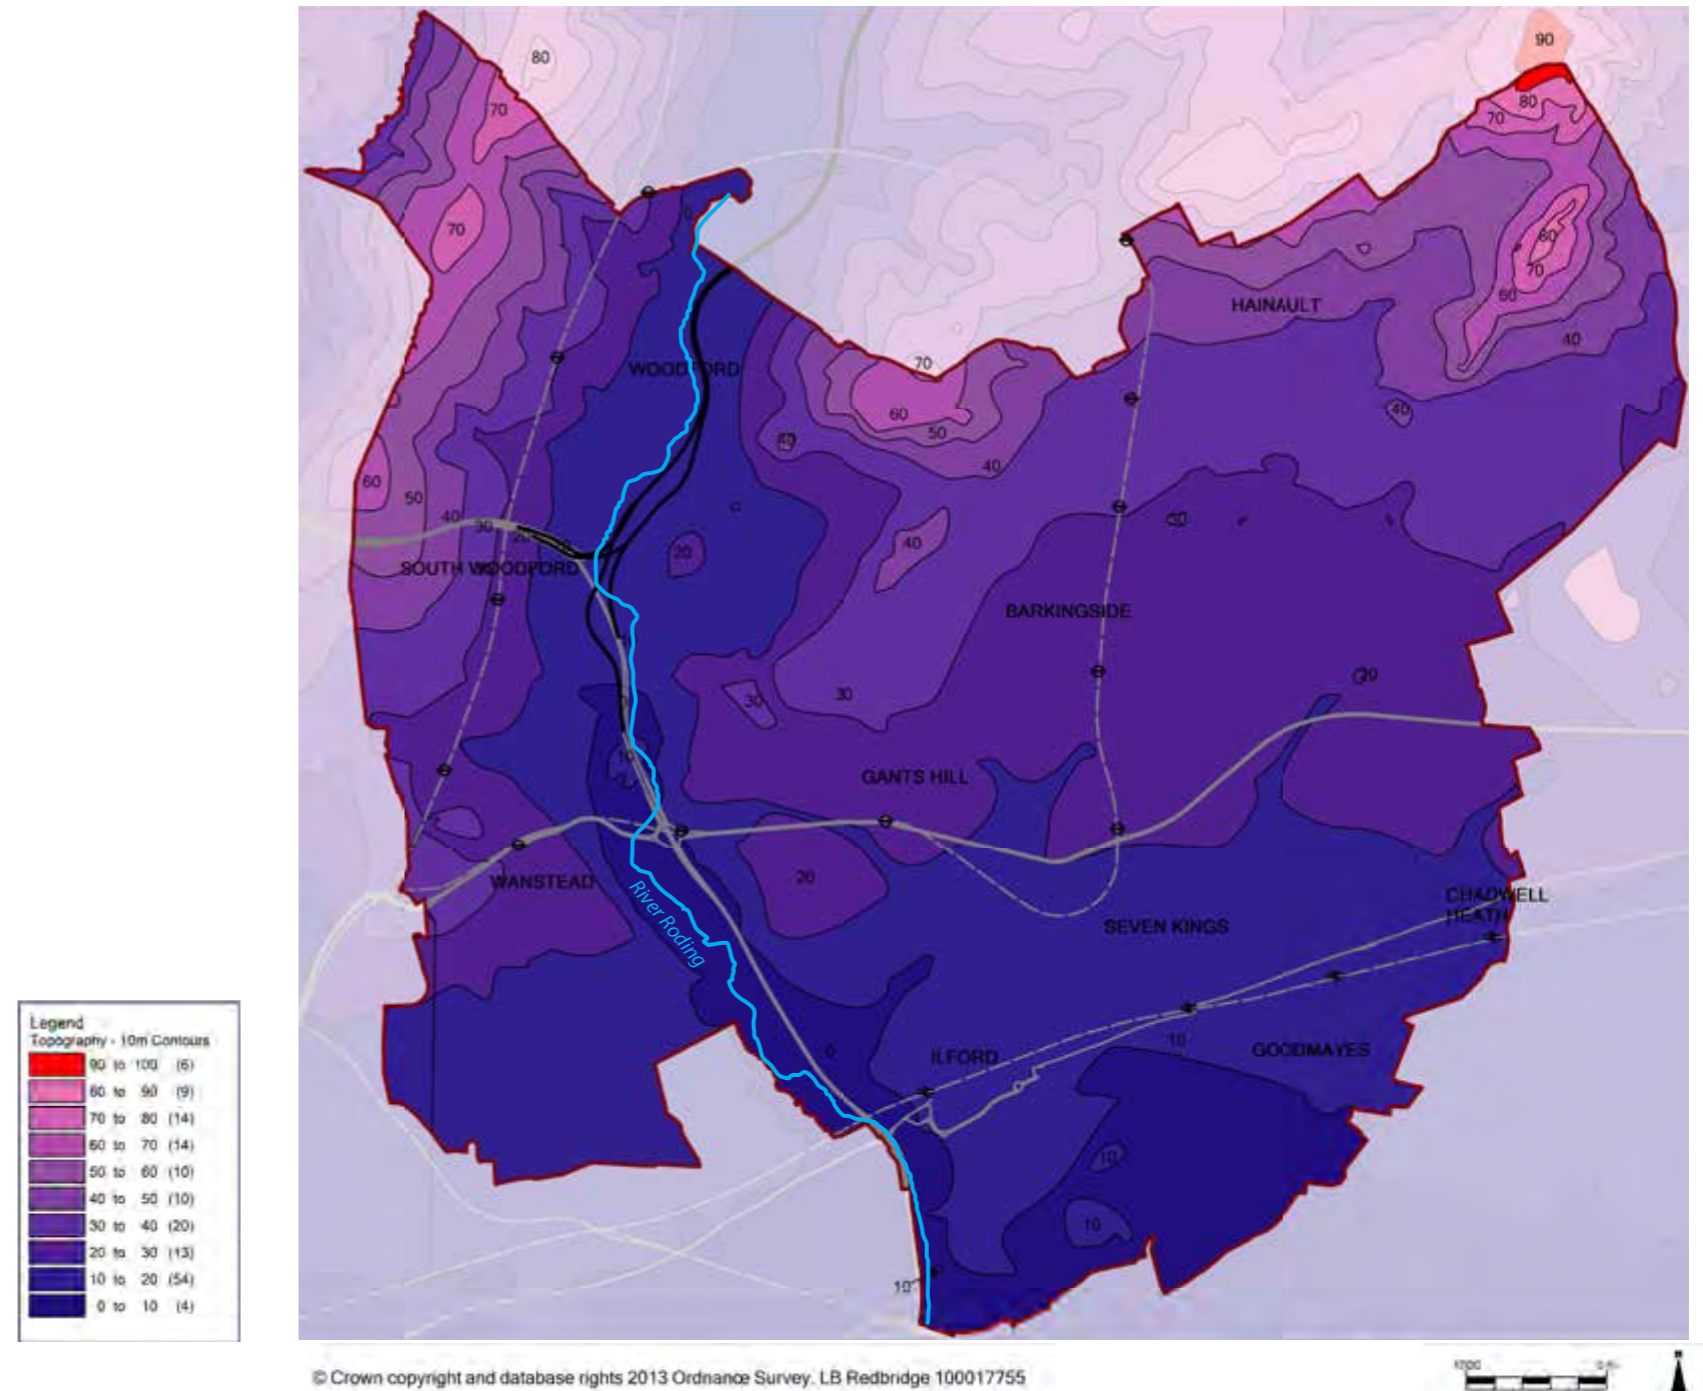 90
80
80
70
70
70
80
70
60
HAINAULT
40
WOODFORD
70
60
50
40
40
40
60
50
40
30
30
20
40
SOUTH WOODFORD
BARKINGSIDE
20
30
30
10
GANTS HILL
20
WANSTEAD
River Roding
CHADWELL
HEATH
SEVEN KINGS
0
ILFORD
10
GOODMAYES
10
10
10
Legend
Topography - 10m Contours
90 to 100 (6)
80 to 90 (9)
70 to 80 (14)
60 to 70 (14)
50 to 60 (10)
40 to 50 (10)
30 to 40 (20)
20 to 30 (13)
10 to 20 (54)
0 to 10 (4)
© Crown copyright and database rights 2013 Ordnance Survey. LB Redbridge 100017755